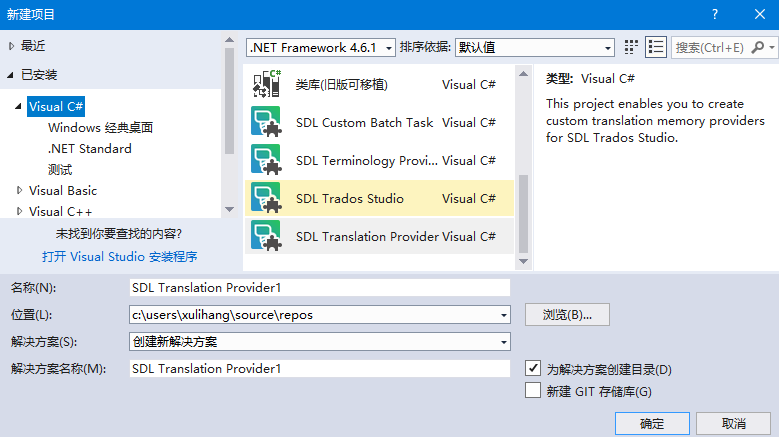 新建项目
最近
已安装
Visual C#
Windows 经典桌面
.NET Standard
测试
Visual Basic
Visual C++
未找到你要查找的内容?
打开 Visual Studio 安装程序
.NET Framework 4.6.1 排序依据: 默认值
搜索(Ctrl+E)
类库(旧版可移植) Visual C#
SDL Custom Batch Task Visual C#
SDL Terminology Provi... Visual C#
SDL Trados Studio Visual C#
SDL Translation Provider Visual C#
类型: Visual C#
This project enables you to create
custom translation memory providers
for SDL Trados Studio.
名称(N): SDL Translation Provider1
位置(L): c:\users\xulihang\source\repos 浏览(B)...
解决方案(S): 创建新解决方案
解决方案名称(M): SDL Translation Provider1
为解决方案创建目录(D)
新建 GIT 存储库(G)
确定 取消